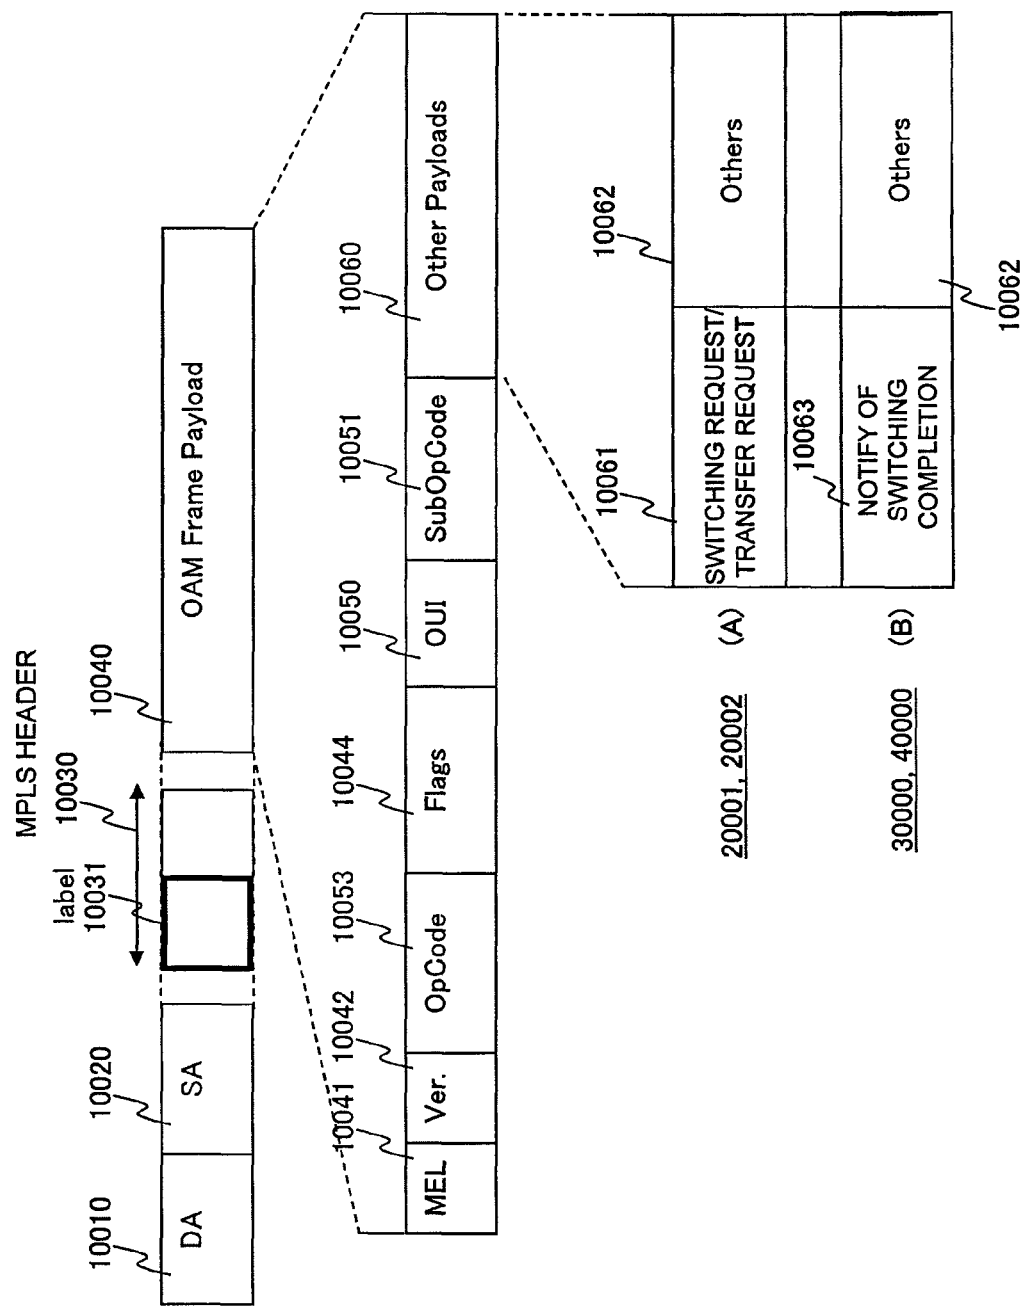 MPLS HEADER
label
10010
10020
10031
10030
10040
DA
SA
OAM Frame Payload
10041
10042
10053
10044
10050
10051
10060
MEL
Ver.
OpCode
Flags
OUI
SubOpCode
Other Payloads
10061
10062
20001, 20002
(A)
SWITCHING REQUEST/
TRANSFER REQUEST
Others
10063
30000, 40000
(B)
NOTIFY OF
SWITCHING
COMPLETION
Others
10062